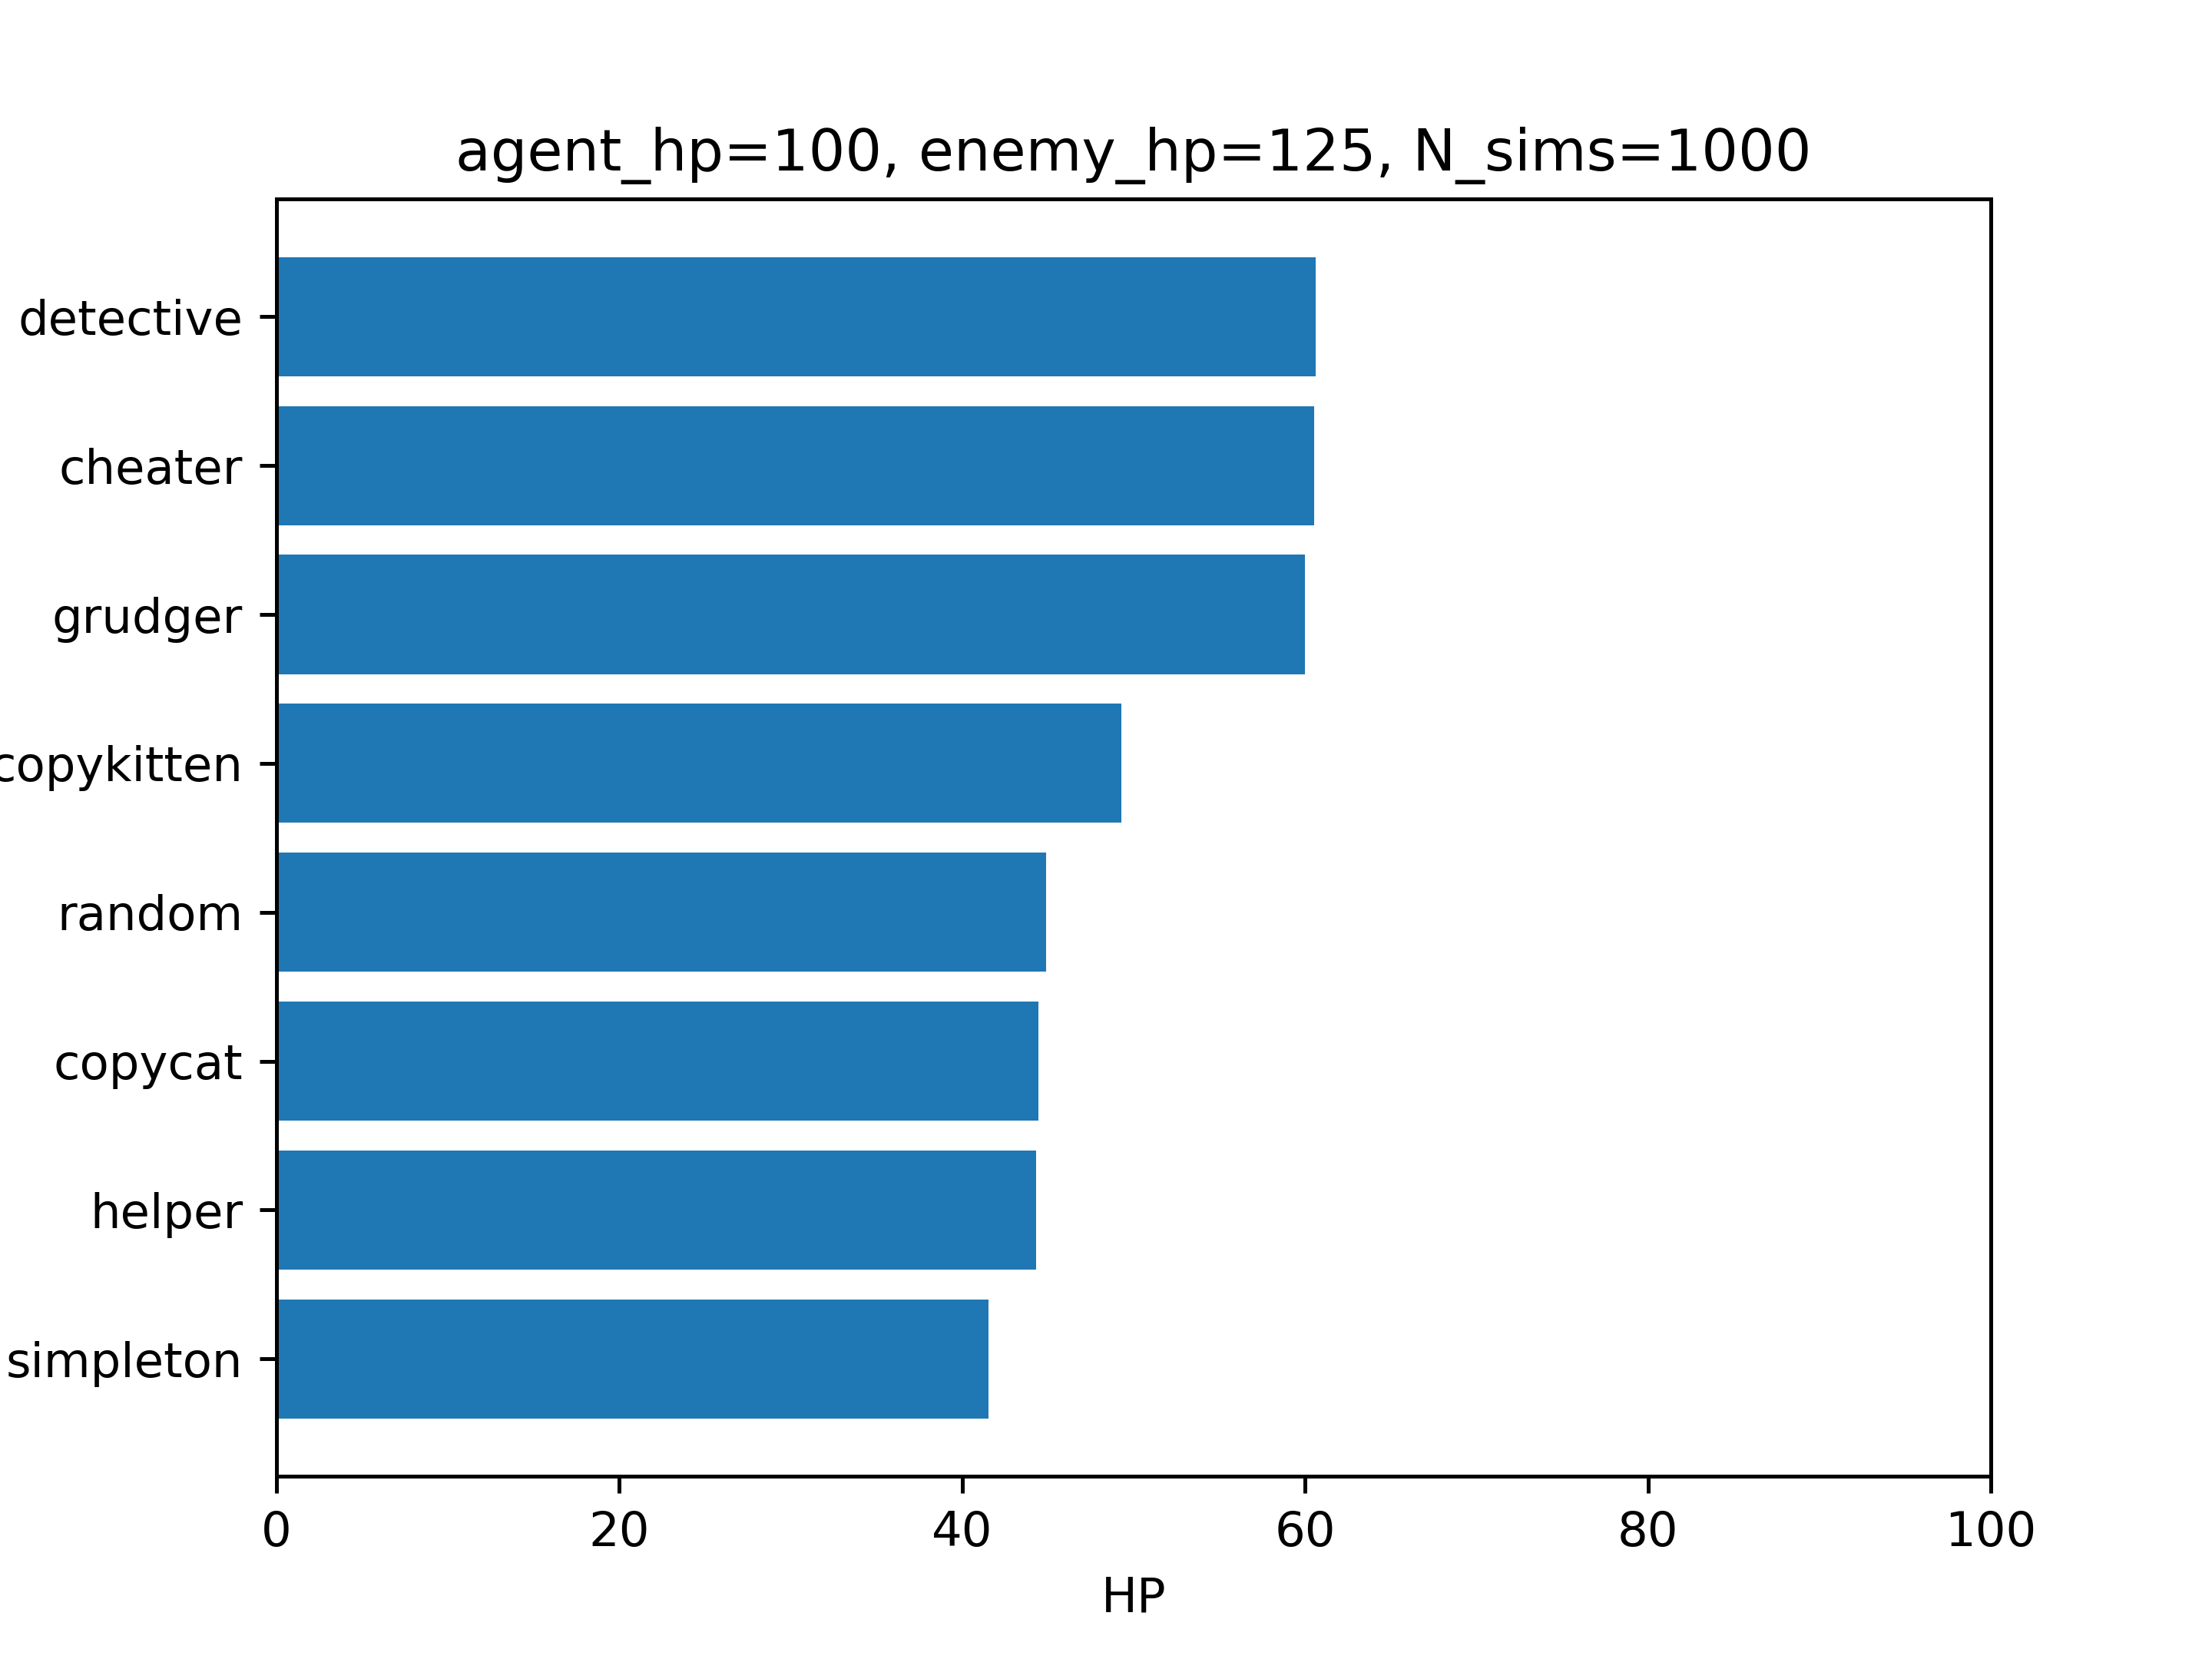 agent_hp=100, enemy_hp=125, N_sims=1000
detective
cheater
grudger
copykitten
random
copycat
helper
simpleton
0 20 40 60 80 100
HP